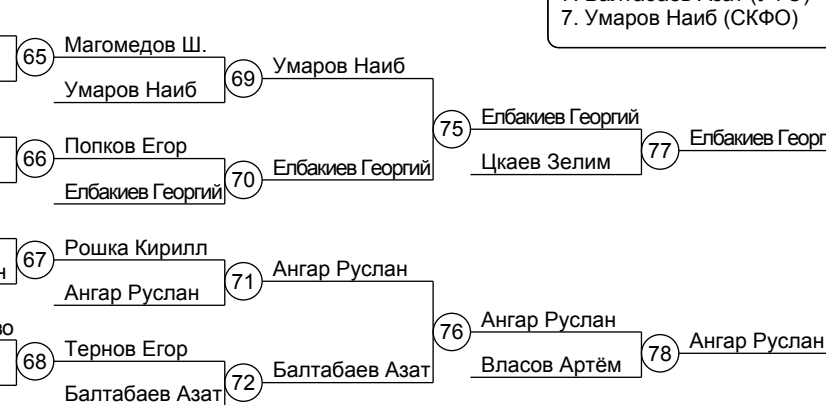 7. Умаров Наиб (СКФО)
65
Магомедов Ш.
Умаров Наиб
69
Умаров Наиб
66
Попков Егор
Елбакиев Георгий
70
Елбакиев Георгий
75
Елбакиев Георгий
Цкаев Зелим
77
67
Рошка Кирилл
Ангар Руслан
71
Ангар Руслан
68
Тернов Егор
Балтабаев Азат
72
Балтабаев Азат
76
Ангар Руслан
Власов Артём
78
Ангар Руслан